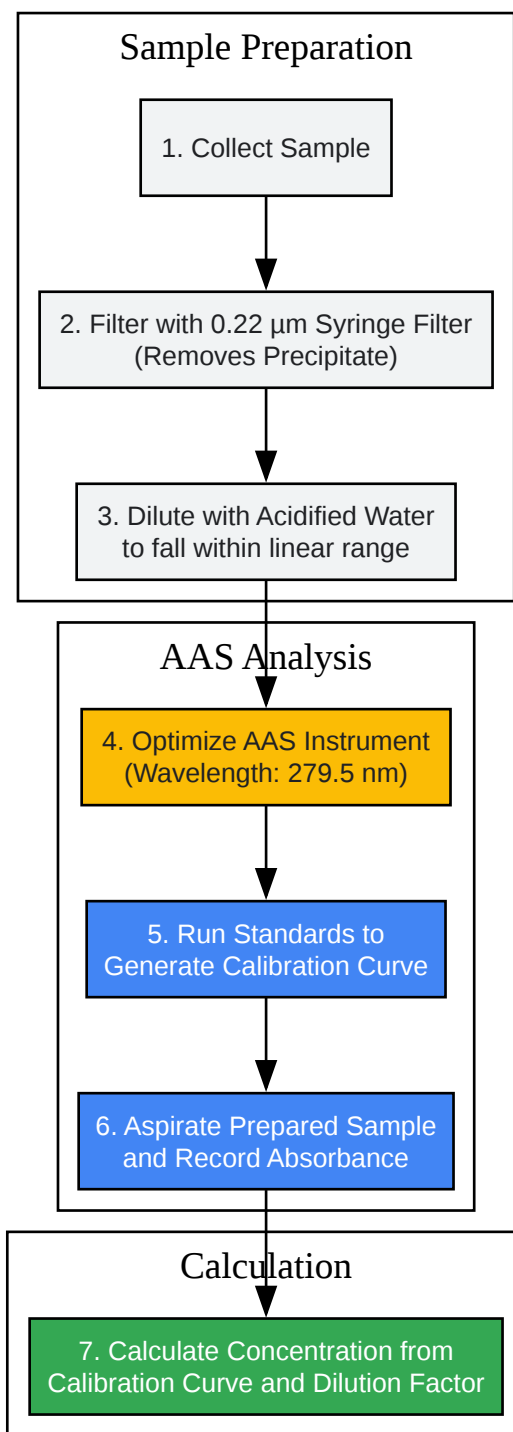 Sample Preparation
1. Collect Sample
2. Filter with 0.22 µm Syringe Filter
(Removes Precipitate)
3. Dilute with Acidified Water
to fall within linear range
AAS Analysis
4. Optimize AAS Instrument
(Wavelength: 279.5 nm)
5. Run Standards to
Generate Calibration Curve
6. Aspirate Prepared Sample
and Record Absorbance
Calculation
7. Calculate Concentration from
Calibration Curve and Dilution Factor